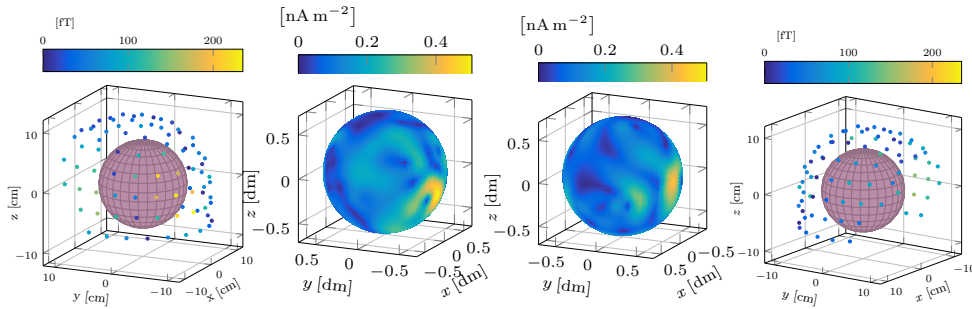 [fT]
0 100 200
10
0
−10
z [cm]
10 0 −10
y [cm]
−10 0 10
x [cm]
[nA m−2]
0 0.2 0.4
0.5
0
−0.5
z [dm]
0.5 0 −0.5
y [dm]
−0.5 0 0.5
x [dm]
[nA m−2]
0 0.2 0.4
0.5
0
−0.5
z [dm]
−0.5 0 0.5
y [dm]
0.5 0 −0.5
x [dm]
[fT]
0 100 200
10
0
−10
z [cm]
−10 0 10
y [cm]
10 0 −10
x [cm]